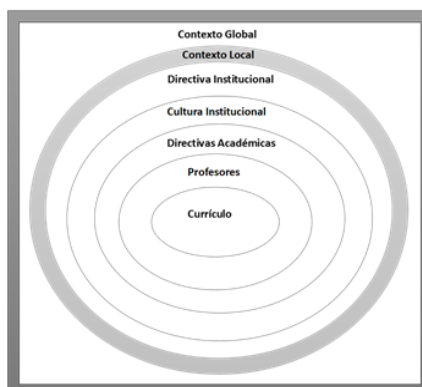 Contexto Global
Contexto Local
Directiva Institucional
Cultura Institucional
Directivas Académicas
Profesores
Currículo